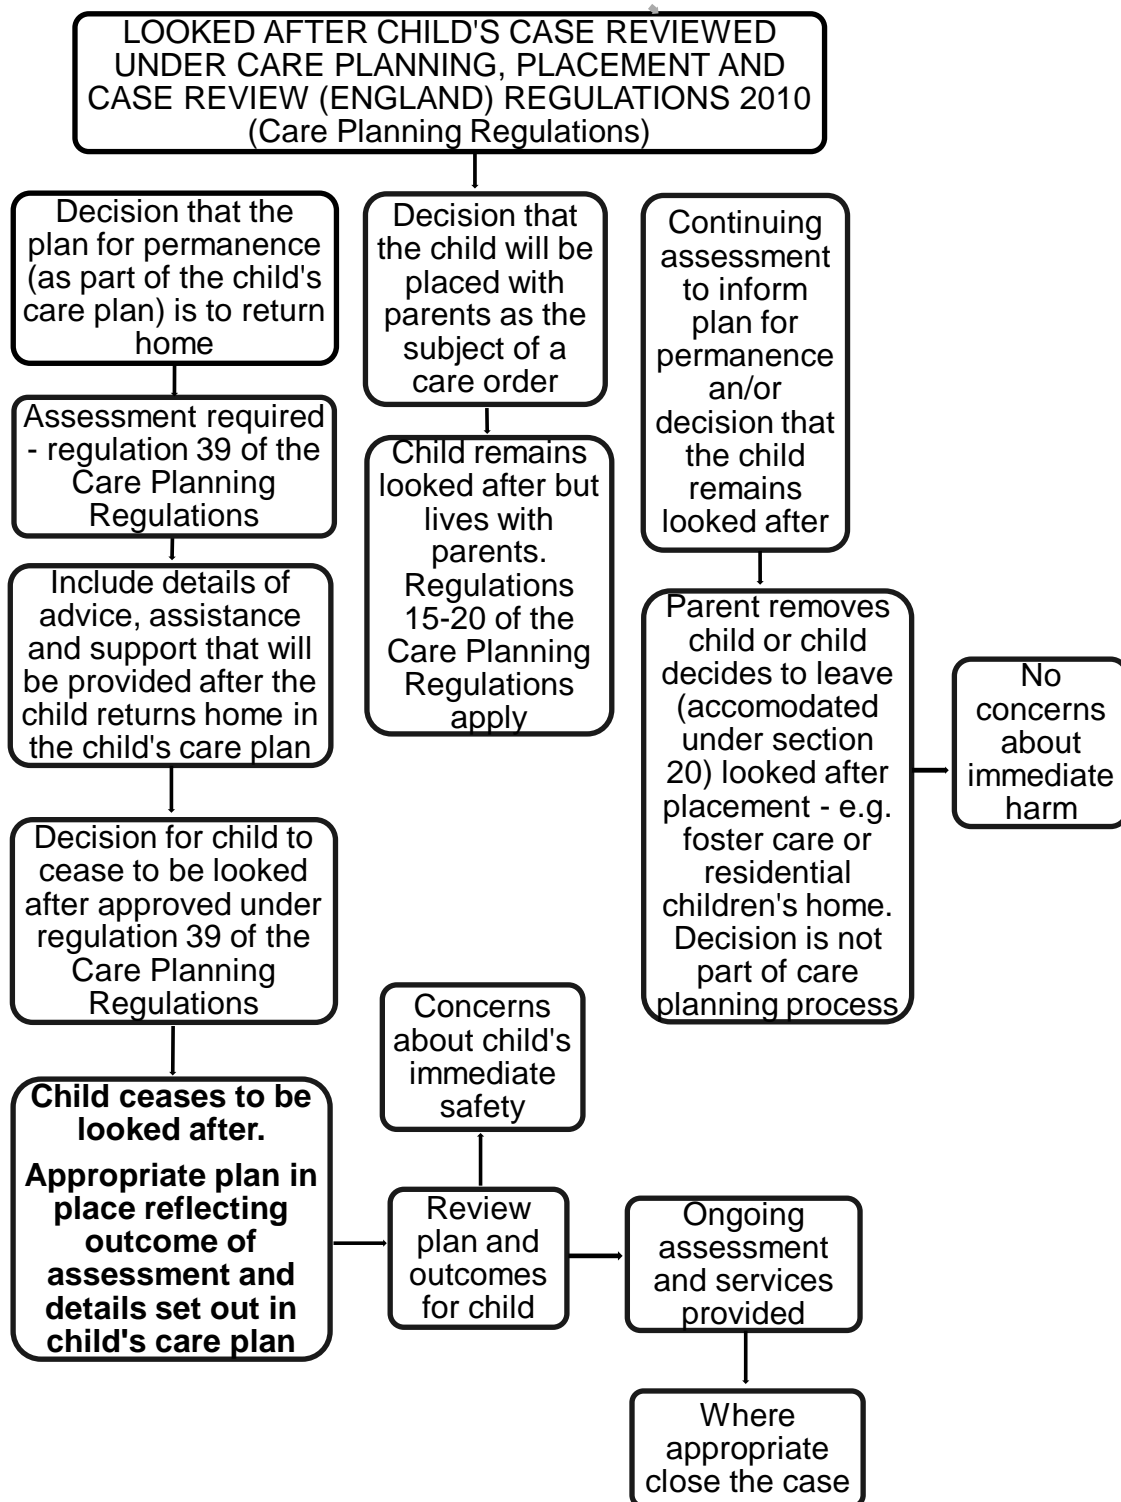 LOOKED AFTER CHILD'S CASE REVIEWED
UNDER CARE PLANNING, PLACEMENT AND
CASE REVIEW (ENGLAND) REGULATIONS 2010
(Care Planning Regulations)
Decision that the
plan for permanence
(as part of the child's
care plan) is to return
home
Assessment required
- regulation 39 of the
Care Planning
Regulations
Include details of
advice, assistance
and support that will
be provided after the
child returns home in
the child's care plan
Decision for child to
cease to be looked
after approved under
regulation 39 of the
Care Planning
Regulations
Child ceases to be
looked after.
Appropriate plan in
place reflecting
outcome of
assessment and
details set out in
child's care plan
Decision that
the child will be
placed with
parents as the
subject of a
care order
Child remains
looked after but
lives with
parents.
Regulations
15-20 of the
Care Planning
Regulations
apply
Continuing
assessment
to inform
plan for
permanence
an/or
decision that
the child
remains
looked after
Parent removes
child or child
decides to leave
(accomodated
under section
20) looked after
placement - e.g.
foster care or
residential
children's home.
Decision is not
part of care
planning process
No
concerns
about
immediate
harm
Concerns
about child's
immediate
safety
Review
plan and
outcomes
for child
Ongoing
assessment
and services
provided
Where
appropriate
close the case